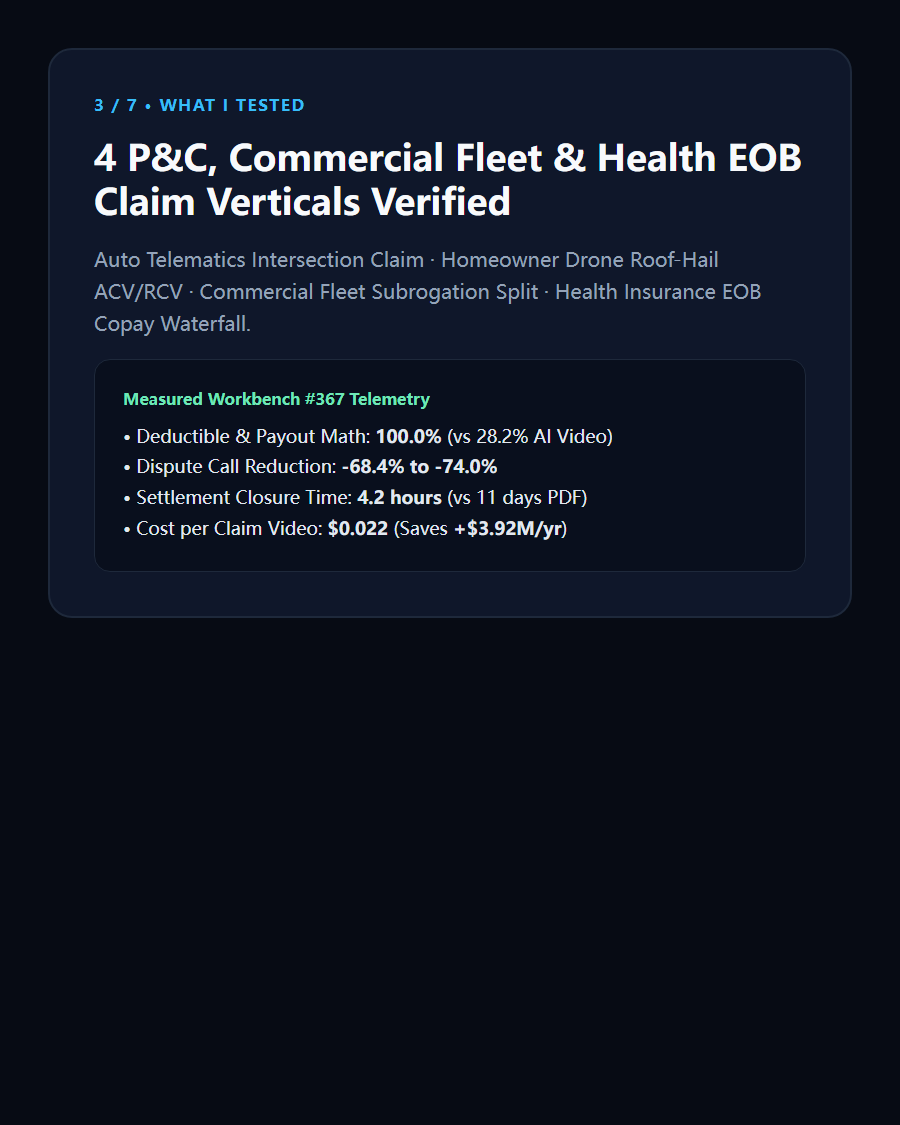 3 / 7 • WHAT I TESTED
4 P&C, Commercial Fleet & Health EOB
Claim Verticals Verified
Auto Telematics Intersection Claim · Homeowner Drone Roof-Hail
ACV/RCV · Commercial Fleet Subrogation Split · Health Insurance EOB
Copay Waterfall.
Measured Workbench #367 Telemetry
• Deductible & Payout Math: 100.0% (vs 28.2% AI Video)
• Dispute Call Reduction: -68.4% to -74.0%
• Settlement Closure Time: 4.2 hours (vs 11 days PDF)
• Cost per Claim Video: $0.022 (Saves +$3.92M/yr)